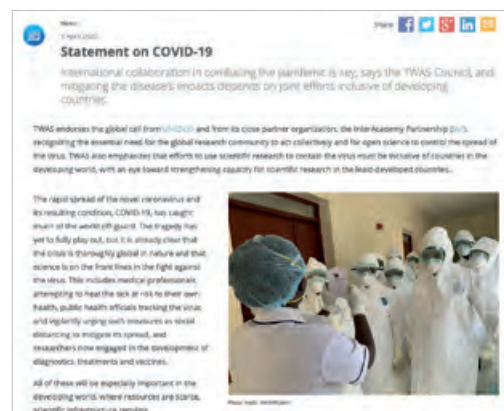 News
3 April 2020
Share
Statement on COVID-19
International collaboration in combating the pandemic is key, says the TWAS Council, and
mitigating the disease's impacts depends on joint efforts inclusive of developing
countries.
TWAS endorses the global call from UNESCO and from its close partner organization, the InterAcademy Partnership (IAP),
recognizing the essential need for the global research community to act collectively and for open science to control the spread of
the virus. TWAS also emphasizes that efforts to use scientific research to contain the virus must be inclusive of countries in the
developing world, with an eye toward strengthening capacity for scientific research in the least-developed countries.
The rapid spread of the novel coronavirus and
its resulting condition, COVID-19, has caught
much of the world off guard. The tragedy has
yet to fully play out, but it is already clear that
the crisis is thoroughly global in nature and that
science is on the front lines in the fight against
the virus. This includes medical professionals
attempting to heal the sick at risk to their own
health, public health officials tracking the virus
and vigilantly urging such measures as social
distancing to mitigate its spread, and
researchers now engaged in the development of
diagnostics, treatments and vaccines.
All of these will be especially important in the
developing world, where resources are scarce,
scientific infrastructure requires